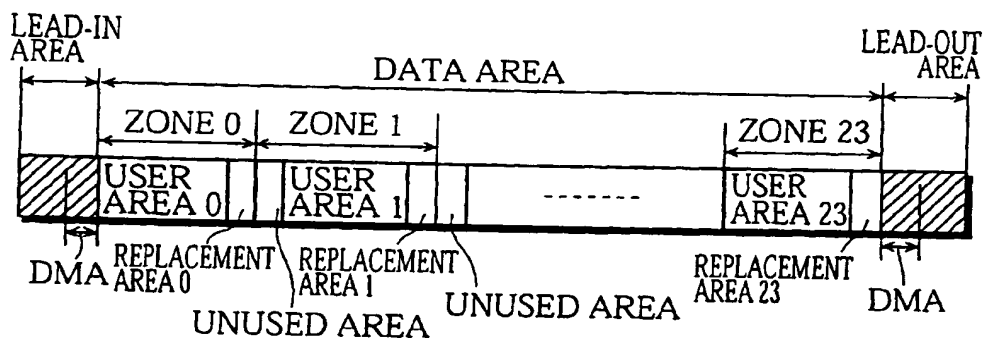 LEAD-IN
AREA
DATA AREA
LEAD-OUT
AREA
ZONE 0
ZONE 1
ZONE 23
USER
AREA 0
USER
AREA 1
-------
USER
AREA 23
DMA
REPLACEMENT
AREA 0
UNUSED AREA
REPLACEMENT
AREA 1
UNUSED AREA
REPLACEMENT
AREA 23
DMA